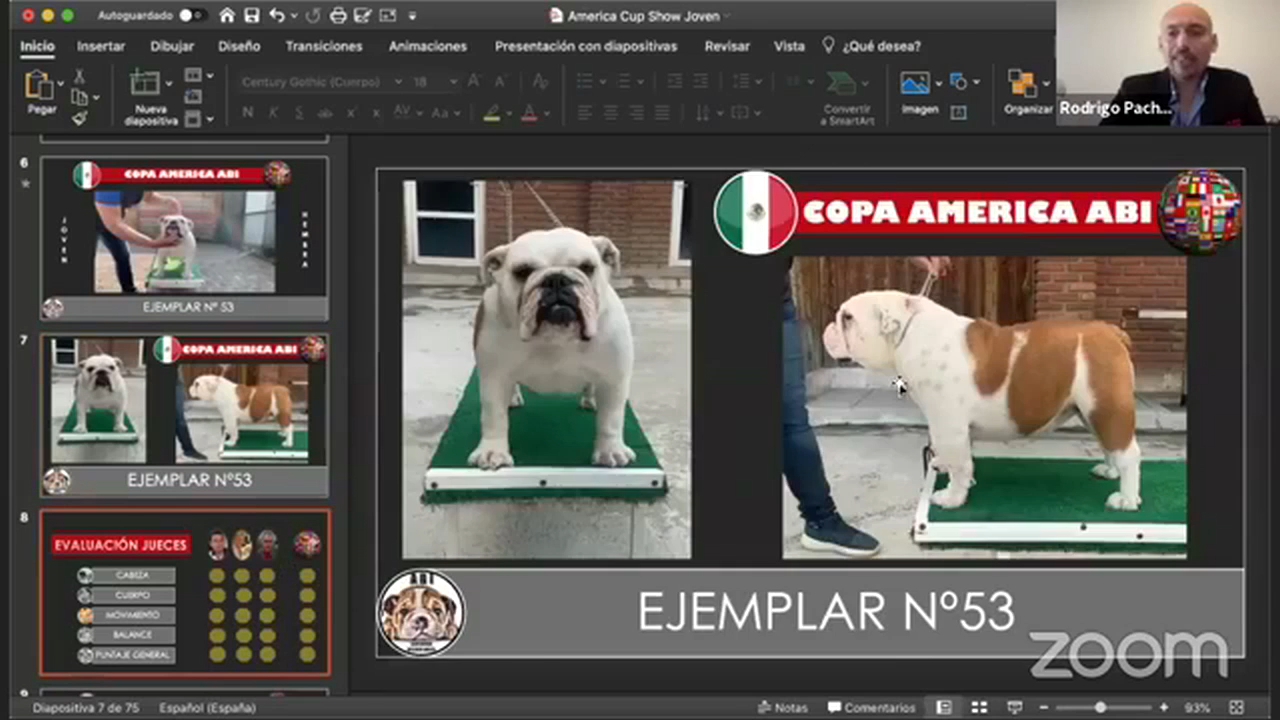 Autoguardado
America Cup Show Joven
Inicio Insertar Dibujar Diseño Transiciones Animaciones Presentación con diapositivas Revisar Vista ¿Qué desea?
Pegar
Nueva
diapositiva
Century Gothic (Cuerpo) 18
Convertir
a SmartArt
Imagen
Organizar
Rodrigo Pach...
6
COPA AMERICA ABI
JOVEN
HEMBRA
EJEMPLAR Nº 53
7
COPA AMERICA ABI
EJEMPLAR Nº53
8
EVALUACIÓN JUECES
CABEZA
CUERPO
MOVIMIENTO
BALANCE
PUNTAJE GENERAL
9
COPA AMERICA ABI
ABI
EJEMPLAR Nº53
zoom
Diapositiva 7 de 75 Español (España)
Notas Comentarios 93%